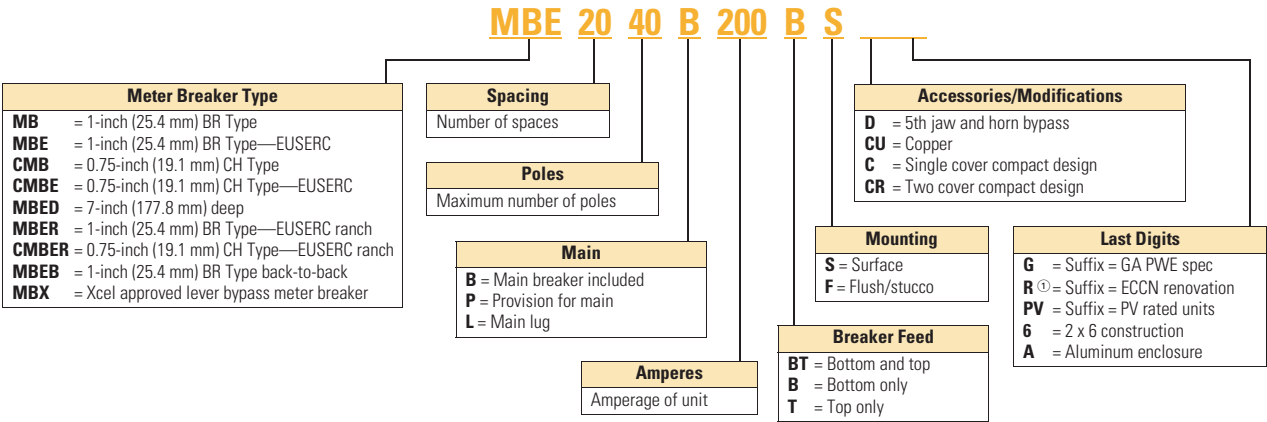 MBE 20 40 B 200 B S
Meter Breaker Type
MB = 1-inch (25.4 mm) BR Type
MBE = 1-inch (25.4 mm) BR Type—EUSERC
CMB = 0.75-inch (19.1 mm) CH Type
CMBE = 0.75-inch (19.1 mm) CH Type—EUSERC
MBED = 7-inch (177.8 mm) deep
MBER = 1-inch (25.4 mm) BR Type—EUSERC ranch
CMBER = 0.75-inch (19.1 mm) CH Type—EUSERC ranch
MBEB = 1-inch (25.4 mm) BR Type back-to-back
MBX = Xcel approved lever bypass meter breaker
Spacing
Number of spaces
Poles
Maximum number of poles
Main
B = Main breaker included
P = Provision for main
L = Main lug
Amperes
Amperage of unit
Breaker Feed
BT = Bottom and top
B = Bottom only
T = Top only
Mounting
S = Surface
F = Flush/stucco
Accessories/Modifications
D = 5th jaw and horn bypass
CU = Copper
C = Single cover compact design
CR = Two cover compact design
Last Digits
G = Suffix = GA PWE spec
R ① = Suffix = ECCN renovation
PV = Suffix = PV rated units
6 = 2 x 6 construction
A = Aluminum enclosure